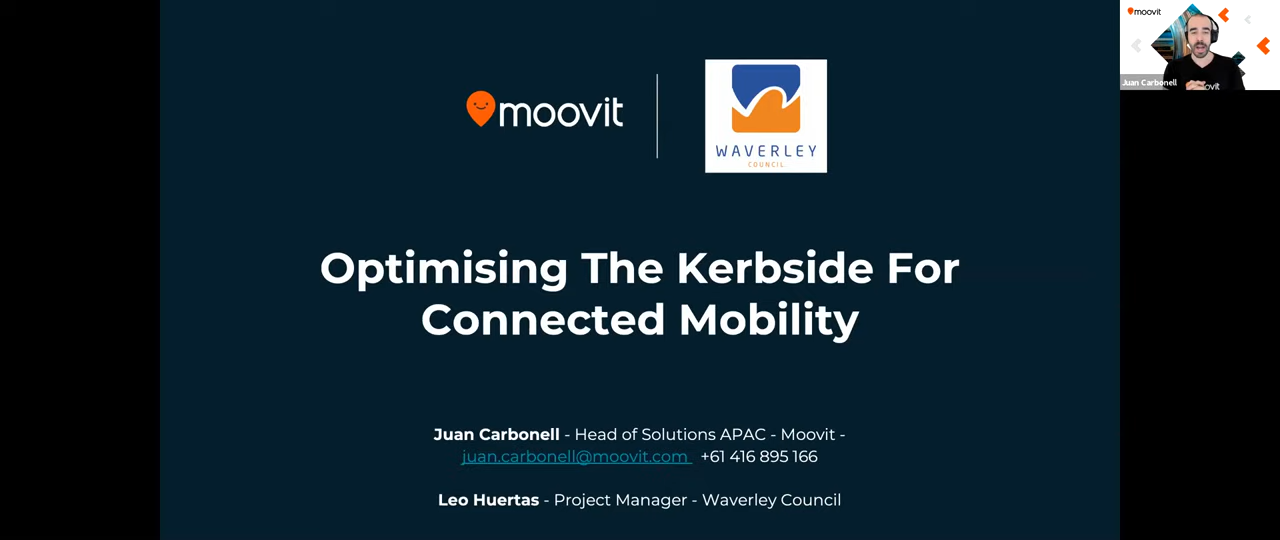 moovit
WAVERLEY
COUNCIL
Optimising The Kerbside For
Connected Mobility
Juan Carbonell - Head of Solutions APAC - Moovit -
juan.carbonell@moovit.com +61 416 895 166
Leo Huertas - Project Manager - Waverley Council
moovit
Juan Carbonell
ovit